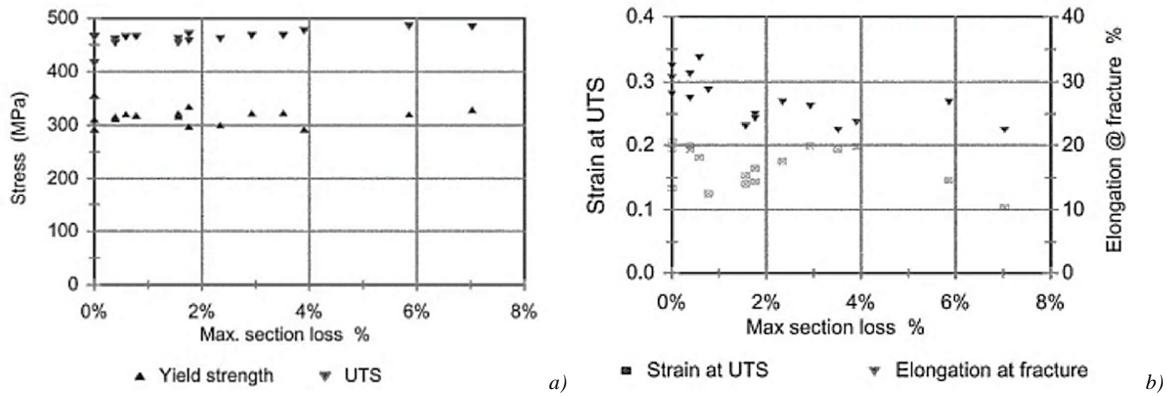 500
400
300
200
100
0
Stress (MPa)
0% 2% 4% 6% 8%
Max. section loss %
▲ Yield strength ▼ UTS
a)
0.4
0.3
0.2
0.1
0.0
Strain at UTS
40
30
20
10
0
Elongation @ fracture %
0% 2% 4% 6% 8%
Max section loss %
Strain at UTS ▼ Elongation at fracture
b)